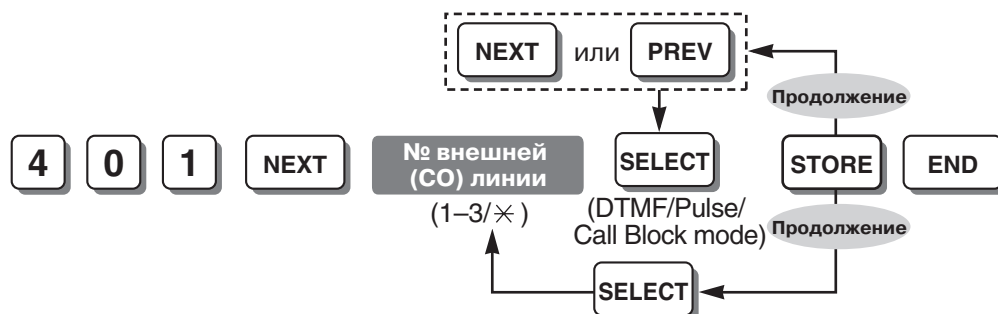 NEXT или PREV
Продолжение
4 0 1 NEXT № внешней (CO) линии SELECT STORE END
(1–3/✳)
(DTMF/Pulse/
Call Block mode)
Продолжение
SELECT